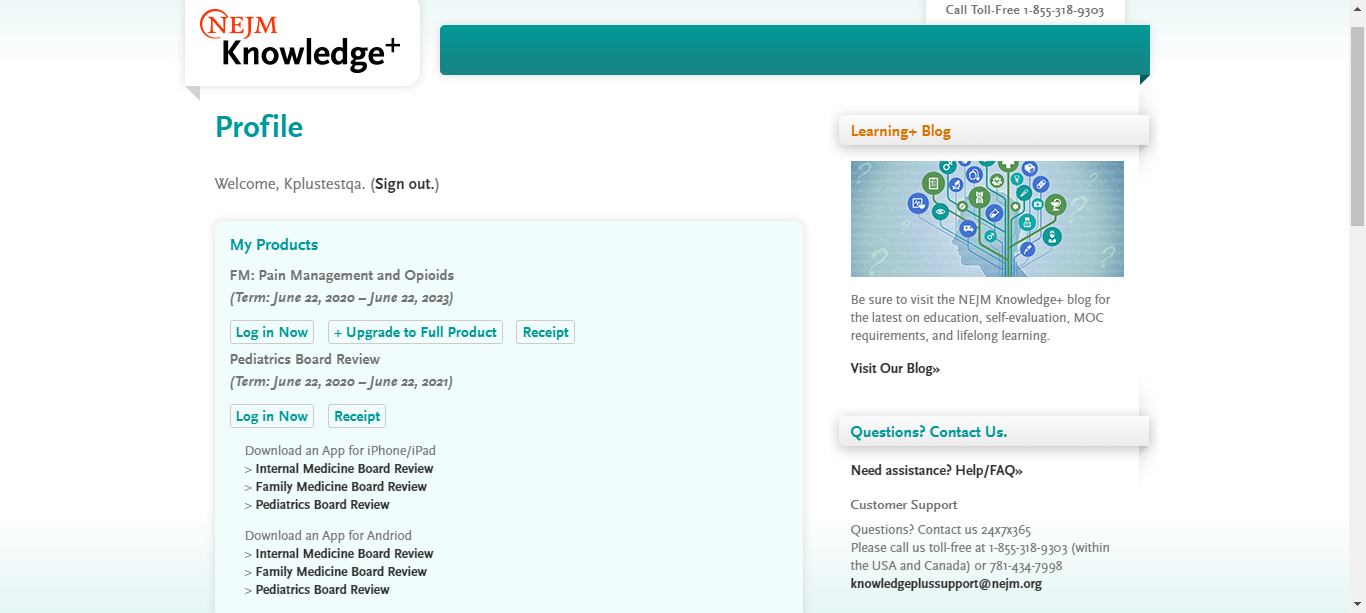 Call Toll-Free 1-855-318-9303
NEJM
Knowledge+
Profile
Welcome, Kplustestqa. (Sign out.)
My Products
FM: Pain Management and Opioids
(Term: June 22, 2020 – June 22, 2023)
Log in Now + Upgrade to Full Product Receipt
Pediatrics Board Review
(Term: June 22, 2020 – June 22, 2021)
Log in Now Receipt
Download an App for iPhone/iPad
> Internal Medicine Board Review
> Family Medicine Board Review
> Pediatrics Board Review
Download an App for Andriod
> Internal Medicine Board Review
> Family Medicine Board Review
> Pediatrics Board Review
Learning+ Blog
Be sure to visit the NEJM Knowledge+ blog for
the latest on education, self-evaluation, MOC
requirements, and lifelong learning.
Visit Our Blog»
Questions? Contact Us.
Need assistance? Help/FAQ»
Customer Support
Questions? Contact us 24x7x365
Please call us toll-free at 1-855-318-9303 (within
the USA and Canada) or 781-434-7998
knowledgeplussupport@nejm.org